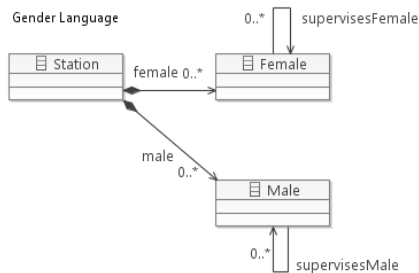 Gender Language
0..*
supervisesFemale
Station
female 0..*
Female
male
0..*
Male
0..*
supervisesMale